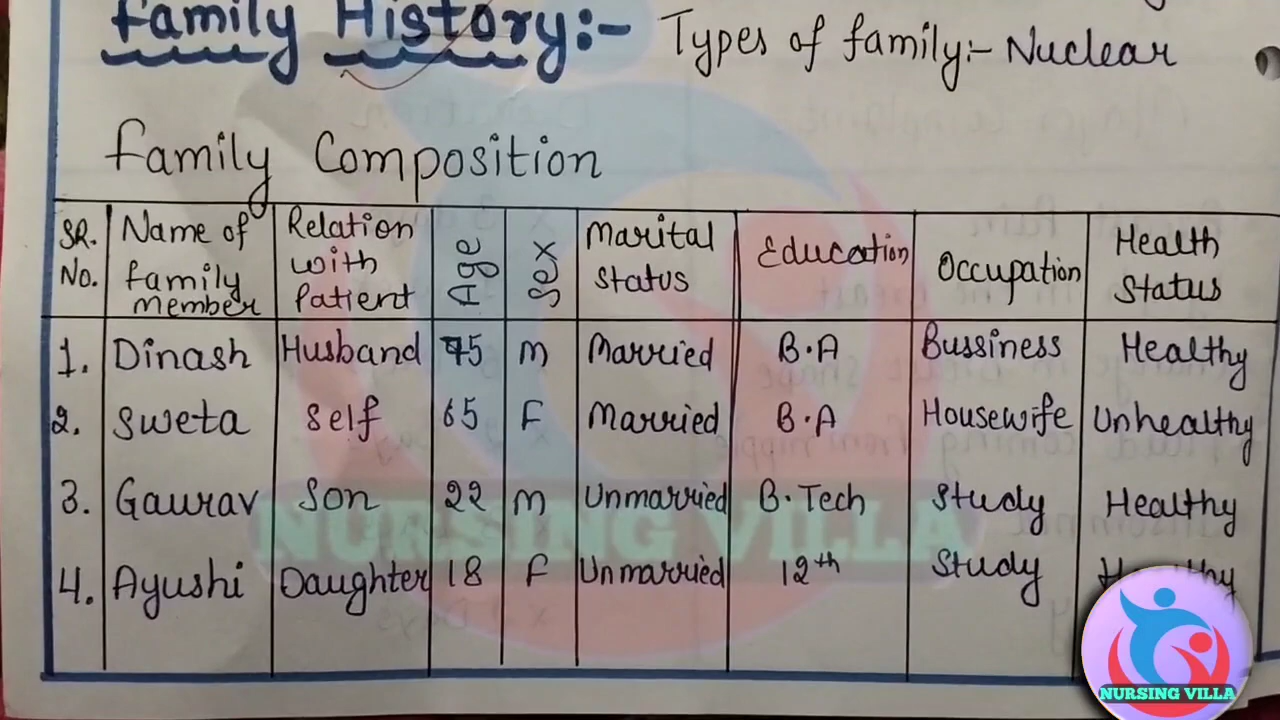 Family History:- Types of family:- Nuclear
Family Composition
SR. No. Name of family member Relation with Patient Age Sex Marital Status Education Occupation Health Status
1. Dinash Husband 75 M Married B.A Bussiness Healthy
2. Sweta Self 65 F Married B.A Housewife Unhealthy
3. Gaurav Son 22 M Unmarried B.Tech Study Healthy
4. Ayushi Daughter 18 F Unmarried 12th Study
NURSING VILLA
NURSING VILLA